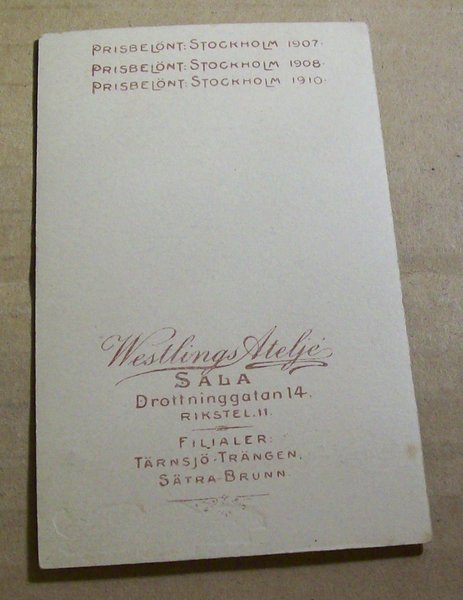 PRISBELÖNT: STOCKHOLM 1907.
PRISBELÖNT: STOCKHOLM 1908.
PRISBELÖNT: STOCKHOLM 1910.
Westlings Ateljé
SALA
Drottninggatan 14.
RIKSTEL. 11.
FILIALER:
TÄRNSJÖ-TRÄNGEN,
SÄTRA-BRUNN.